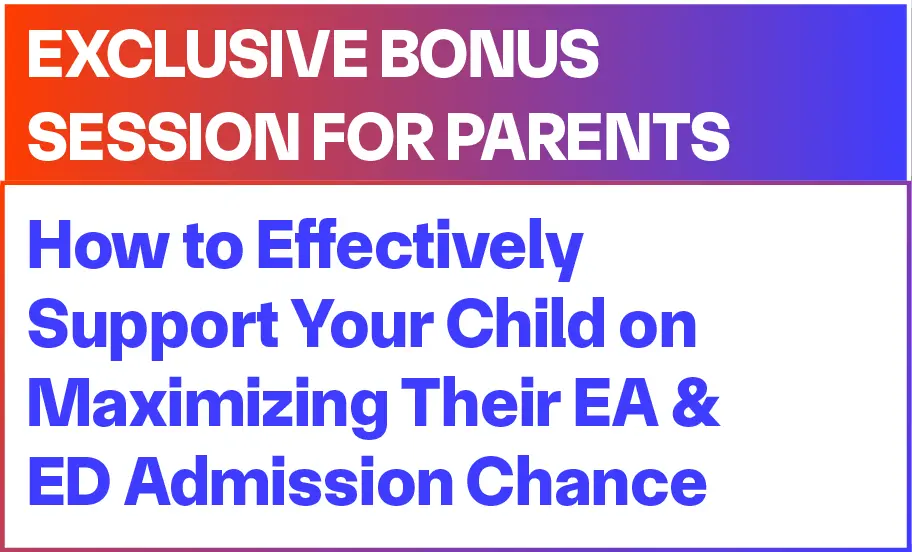 EXCLUSIVE BONUS
SESSION FOR PARENTS
How to Effectively
Support Your Child on
Maximizing Their EA &
ED Admission Chance